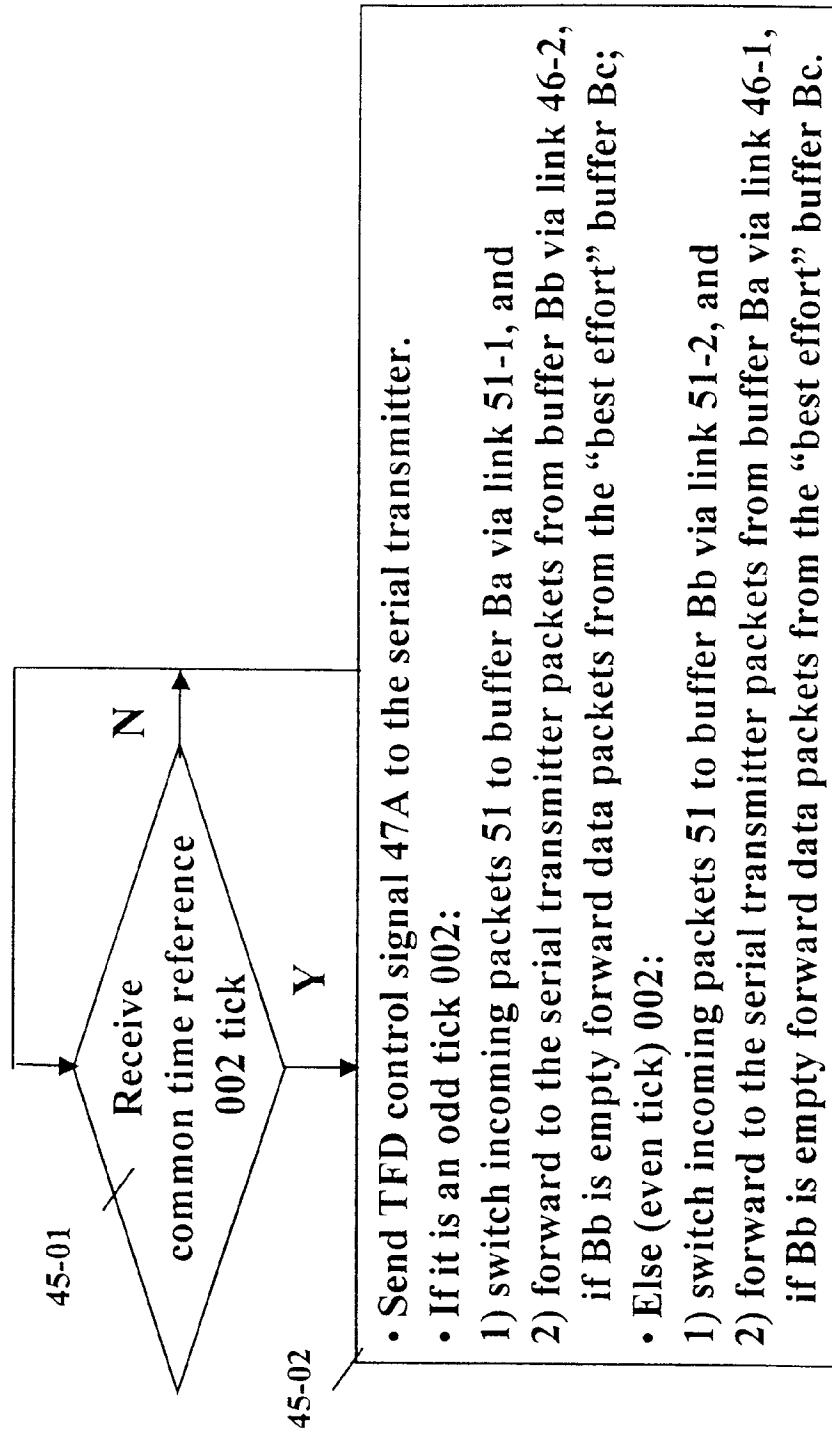 45-01
Receive
common time reference
002 tick
N
Y
45-02
• Send TFD control signal 47A to the serial transmitter.
• If it is an odd tick 002:
1) switch incoming packets 51 to buffer Ba via link 51-1, and
2) forward to the serial transmitter packets from buffer Bb via link 46-2,
if Bb is empty forward data packets from the “best effort” buffer Bc;
• Else (even tick) 002:
1) switch incoming packets 51 to buffer Bb via link 51-2, and
2) forward to the serial transmitter packets from buffer Ba via link 46-1,
if Bb is empty forward data packets from the “best effort” buffer Bc.